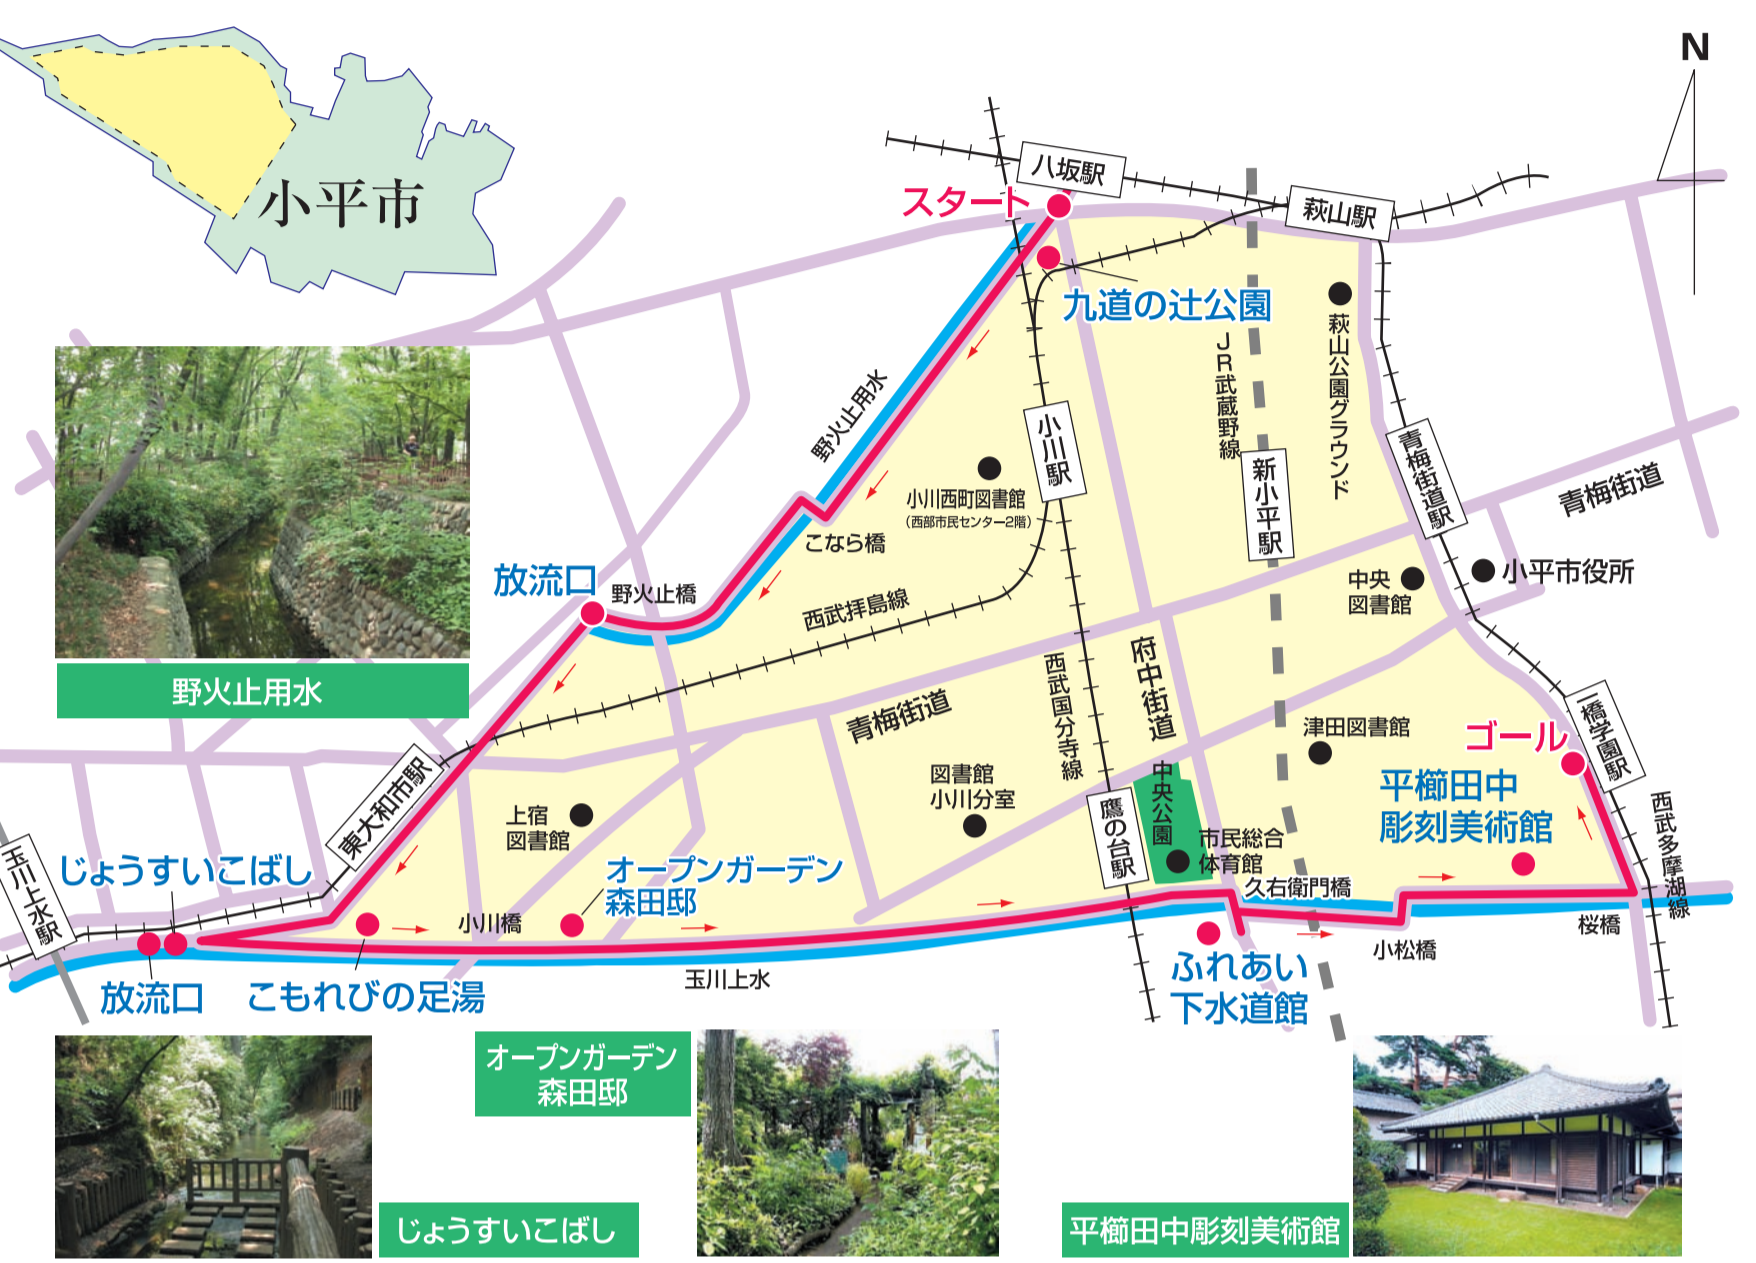 小平市
N
八坂駅
スタート
萩山駅
九道の辻公園
萩山公園グラウンド
JR武蔵野線
野火止用水
小川駅
青梅街道駅
新小平駅
青梅街道
小川西町図書館
(西部市民センター2階)
こなら橋
放流口
野火止橋
中央
図書館
小平市役所
西武拝島線
野火止用水
府中街道
西武国分寺線
青梅街道
一橋学園駅
津田図書館
ゴール
東大和市駅
図書館
小川分室
中央公園
平櫛田中
彫刻美術館
上宿
図書館
鷹の台駅
市民総合
体育館
西武多摩湖線
玉川上水駅
じょうすいこばし
オープンガーデン
森田邸
久右衛門橋
小川橋
桜橋
小松橋
玉川上水
ふれあい
下水道館
放流口
こもれびの足湯
オープンガーデン
森田邸
じょうすいこばし
平櫛田中彫刻美術館